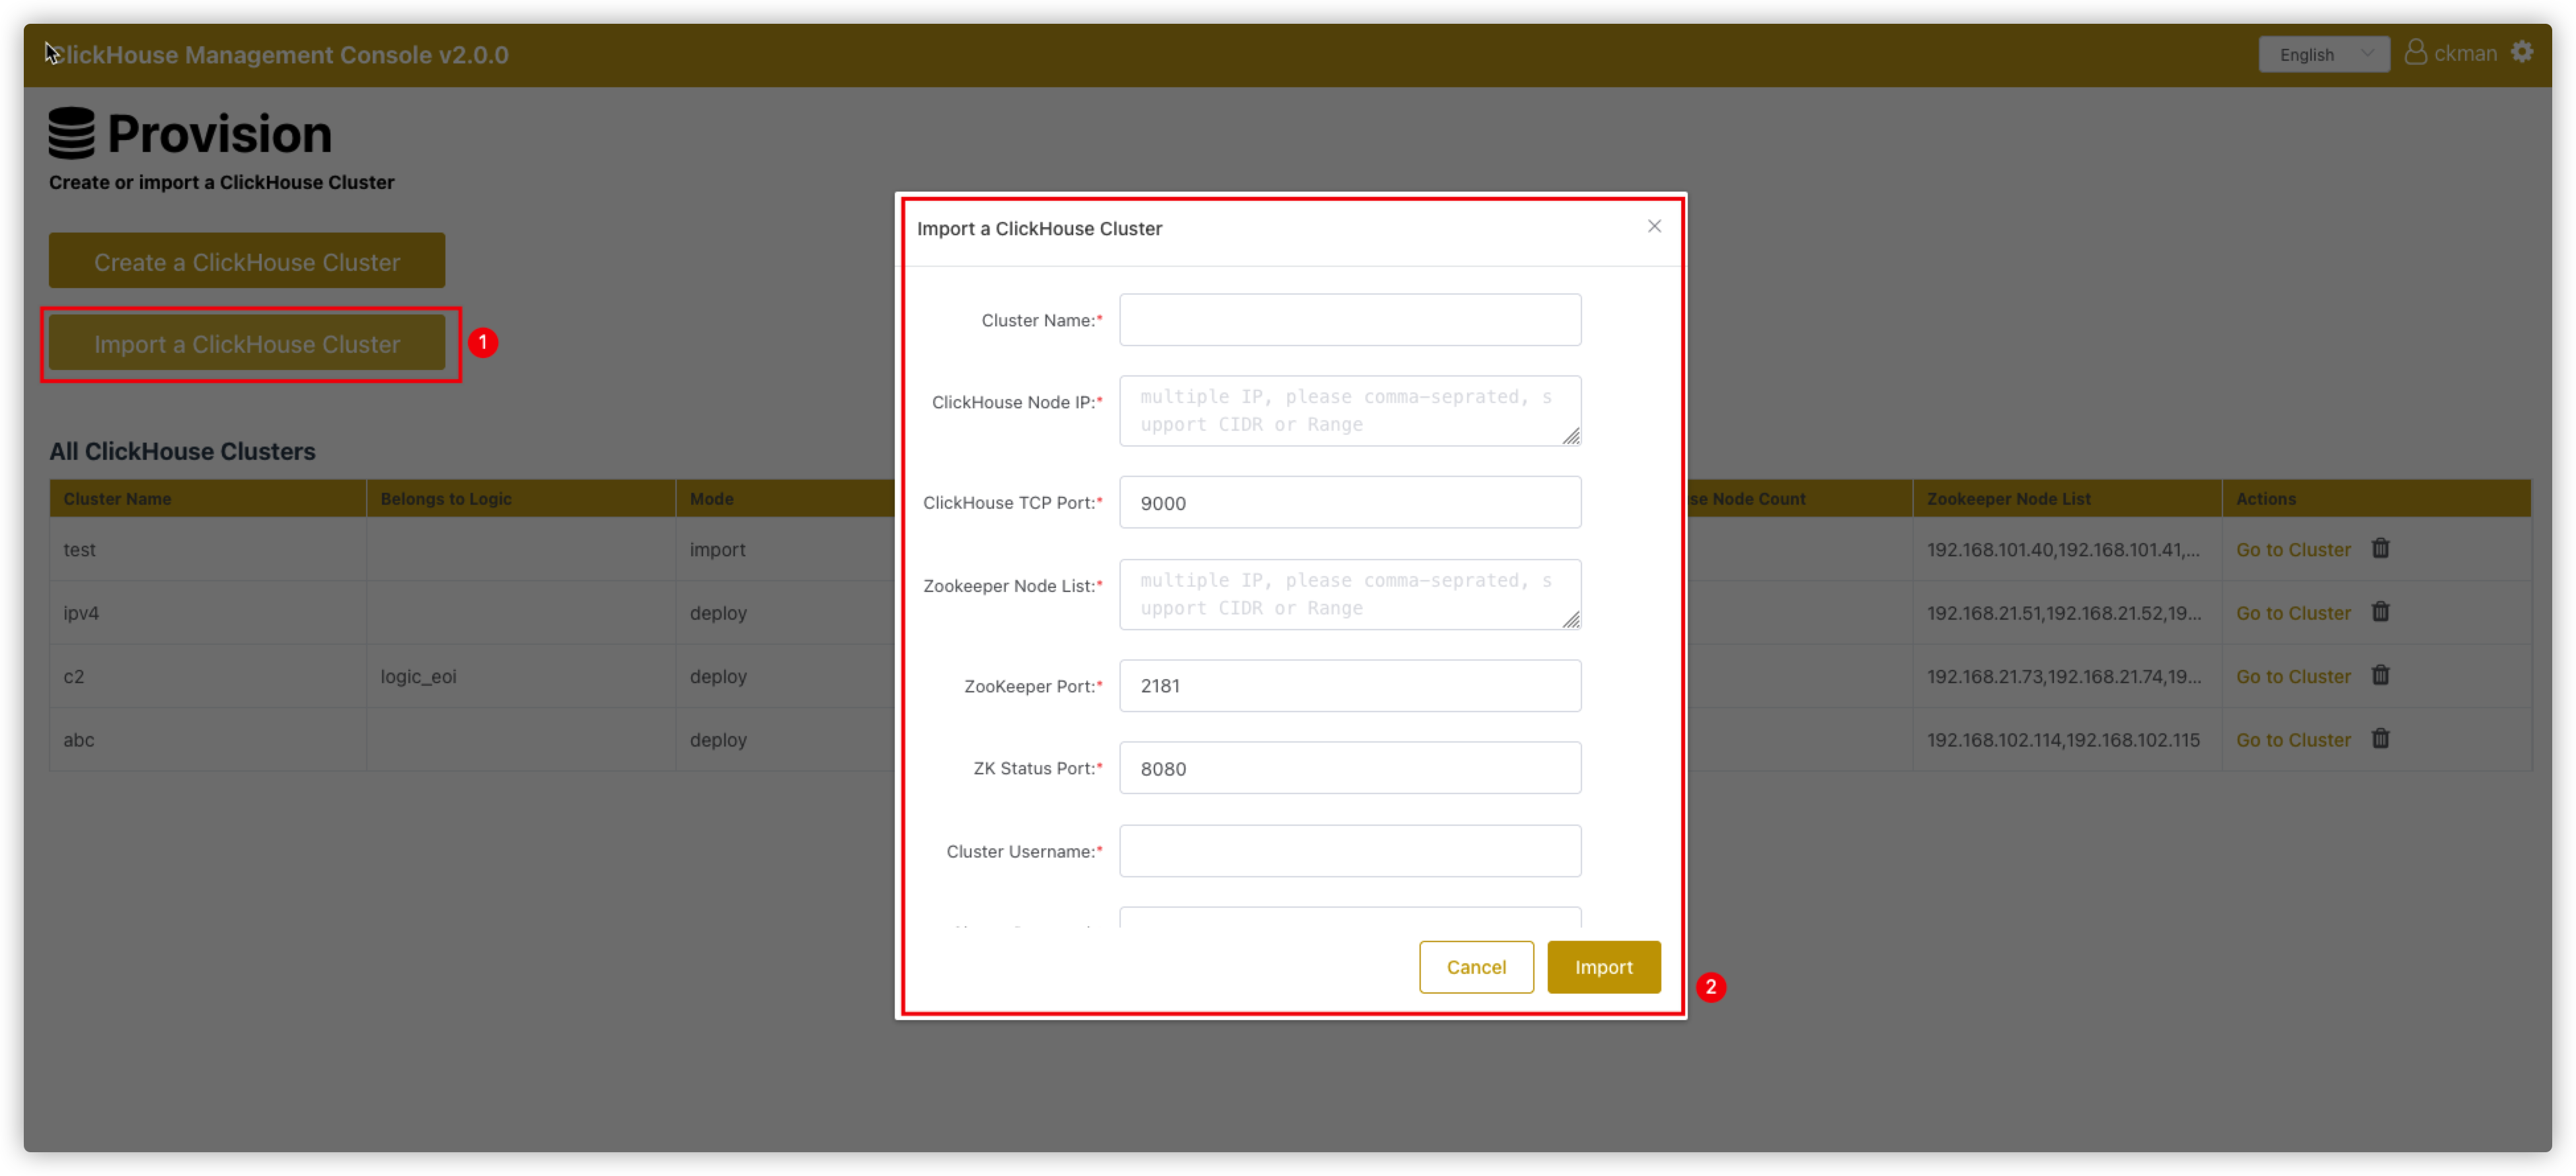 ClickHouse Management Console v2.0.0
English
ckman
Provision
Create or import a ClickHouse Cluster
Create a ClickHouse Cluster
Import a ClickHouse Cluster
1
All ClickHouse Clusters
Cluster Name Belongs to Logic Mode Node Count Zookeeper Node List Actions
test import 192.168.101.40,192.168.101.41,... Go to Cluster
ipv4 deploy 192.168.21.51,192.168.21.52,19... Go to Cluster
c2 logic_eoi deploy 192.168.21.73,192.168.21.74,19... Go to Cluster
abc deploy 192.168.102.114,192.168.102.115 Go to Cluster
Import a ClickHouse Cluster
Cluster Name:*
ClickHouse Node IP:*
multiple IP, please comma-seprated, s
upport CIDR or Range
ClickHouse TCP Port:* 9000
Zookeeper Node List:*
multiple IP, please comma-seprated, s
upport CIDR or Range
ZooKeeper Port:* 2181
ZK Status Port:* 8080
Cluster Username:*
Cancel Import
2